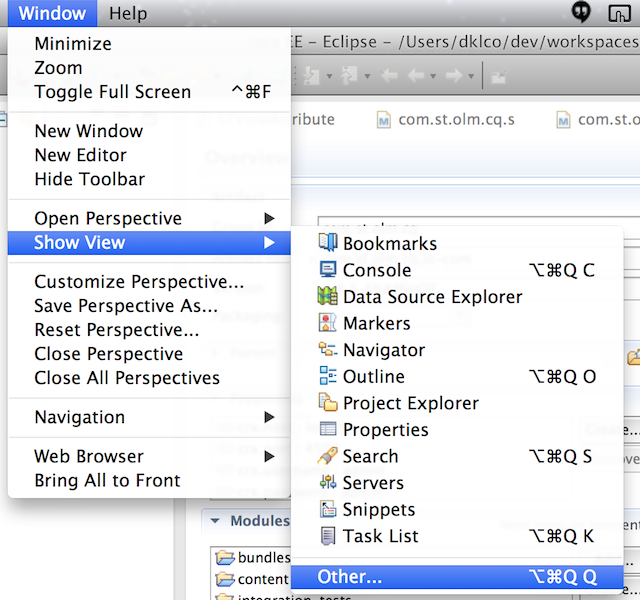 Window Help
EE – Eclipse – /Users/dklco/dev/workspaces
Minimize
Zoom
Toggle Full Screen ^⌘F
New Window
New Editor
Hide Toolbar
Open Perspective
Show View
Customize Perspective...
Save Perspective As...
Reset Perspective...
Close Perspective
Close All Perspectives
Navigation
Web Browser
Bring All to Front
com.st.olm.cq.s
com.st.o
Bookmarks
Console ⌥⌘Q C
Data Source Explorer
Markers
Navigator
Outline ⌥⌘Q O
Project Explorer
Properties
Search ⌥⌘Q S
Servers
Snippets
Task List ⌥⌘Q K
Other... ⌥⌘Q Q
Modules
bundles
content
integration_tests